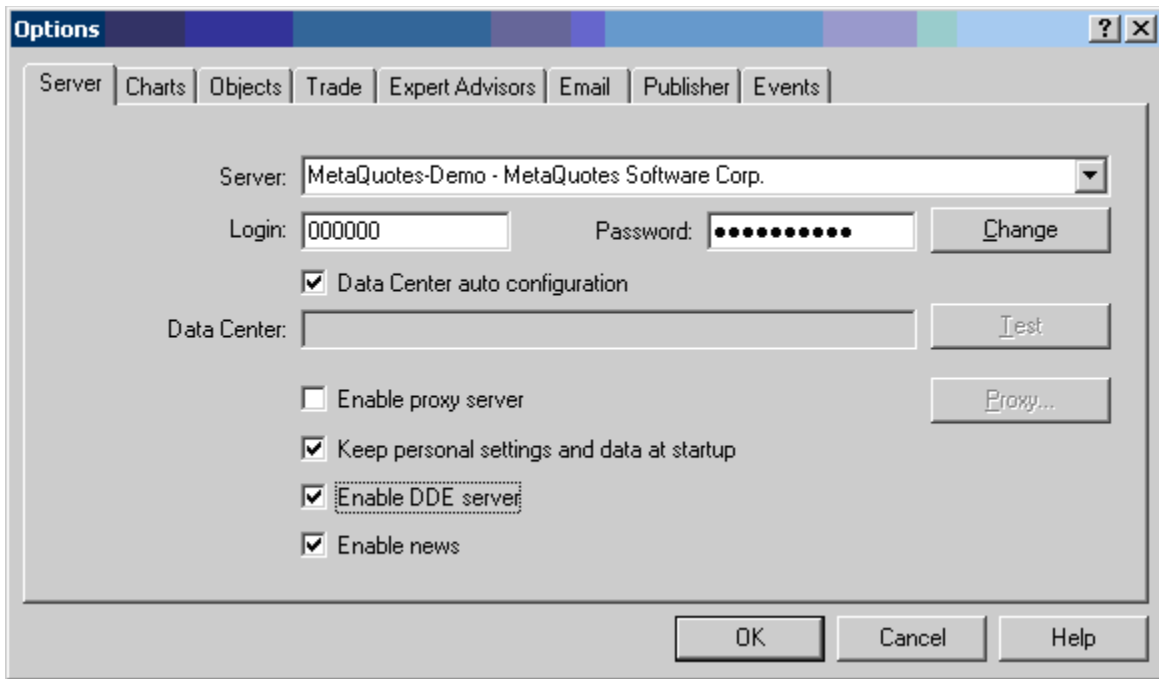 Options
Server Charts Objects Trade Expert Advisors Email Publisher Events
Server: MetaQuotes-Demo - MetaQuotes Software Corp.
Login: 000000 Password: ●●●●●●●●●● Change
Data Center auto configuration
Data Center: Test
Enable proxy server Proxy...
Keep personal settings and data at startup
Enable DDE server
Enable news
OK Cancel Help